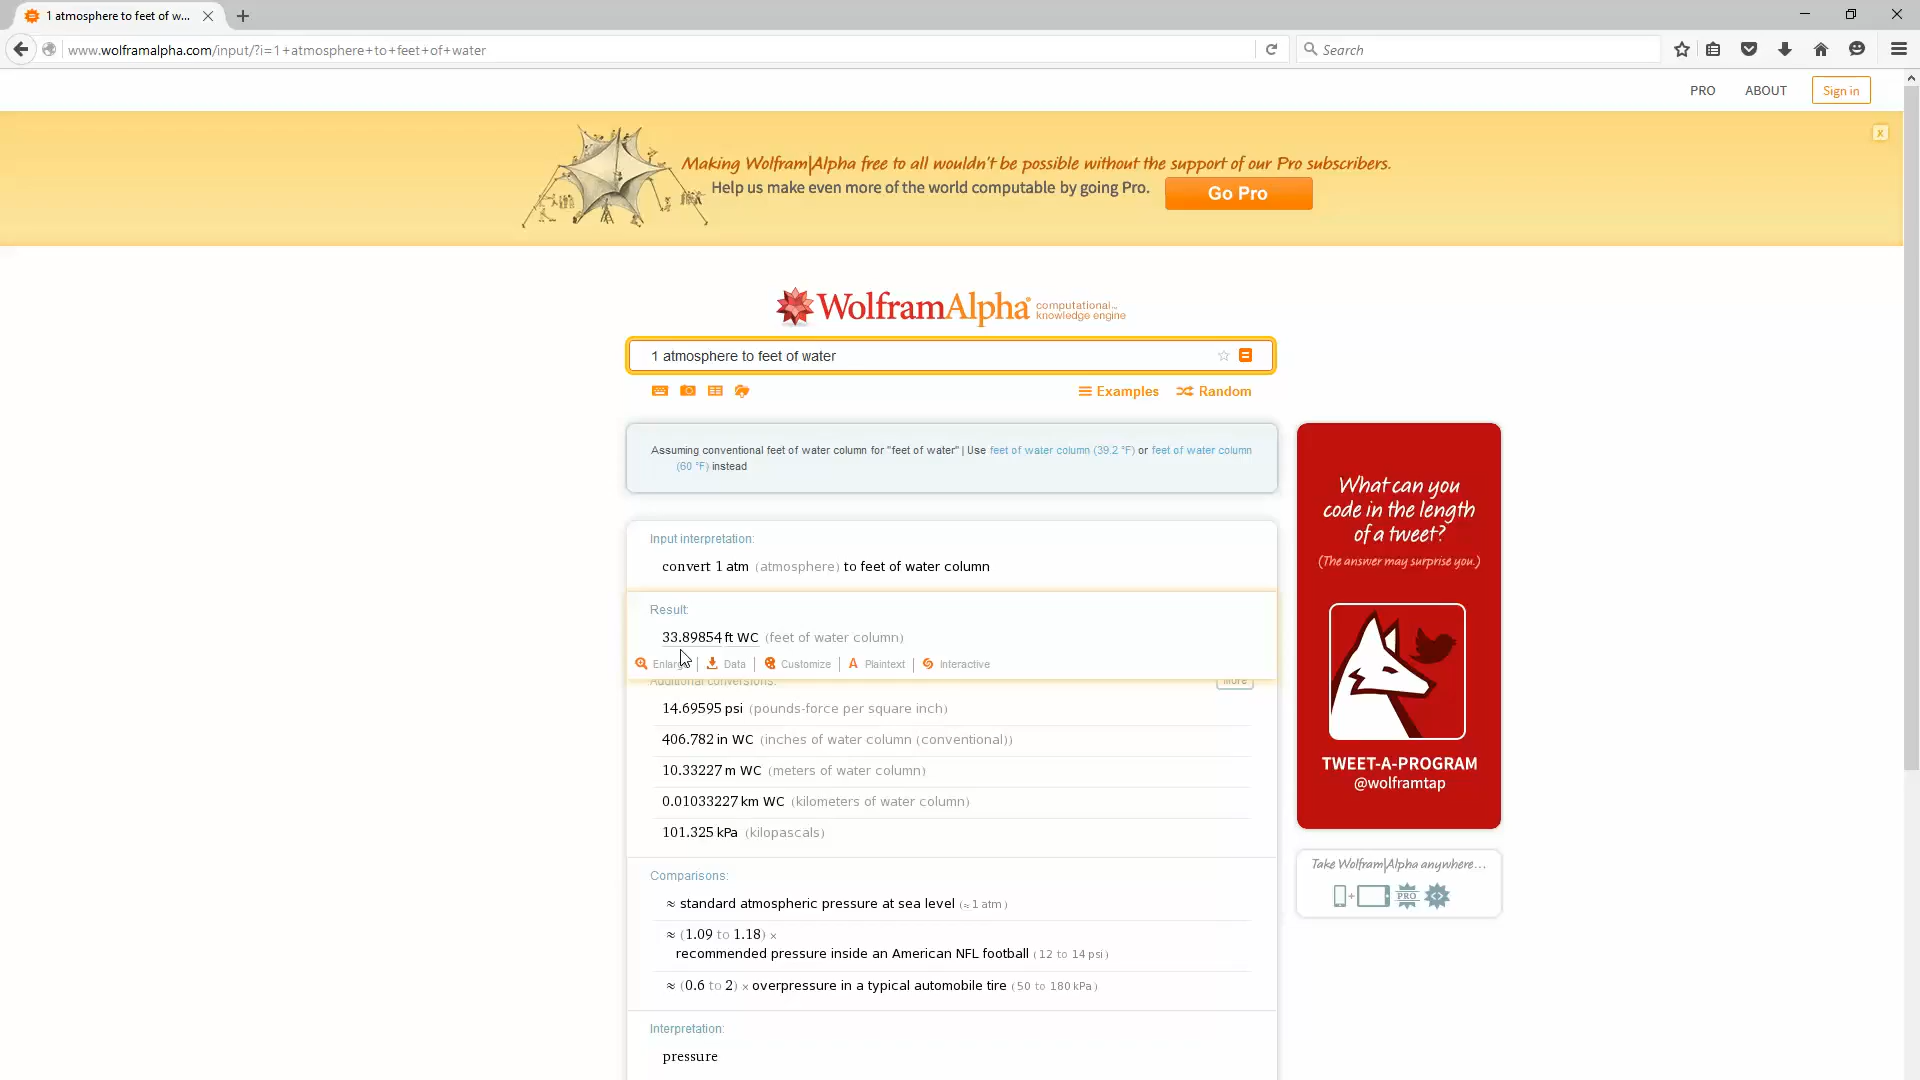 1 atmosphere to feet of w...
www.wolframalpha.com/input/?i=1+atmosphere+to+feet+of+water
Search
PRO ABOUT Sign in
x
Making Wolfram|Alpha free to all wouldn't be possible without the support of our Pro subscribers.
Help us make even more of the world computable by going Pro.
Go Pro
WolframAlpha computational...
knowledge engine
1 atmosphere to feet of water
Examples Random
Assuming conventional feet of water column for "feet of water" | Use feet of water column (39.2 °F) or feet of water column
(60 °F) instead
Input interpretation:
convert 1 atm (atmosphere) to feet of water column
Result:
33.89854 ft WC (feet of water column)
Enlarge Data Customize A Plaintext Interactive
Additional conversions: More
14.69595 psi (pounds-force per square inch)
406.782 in WC (inches of water column (conventional))
10.33227 m WC (meters of water column)
0.01033227 km WC (kilometers of water column)
101.325 kPa (kilopascals)
Comparisons:
≈ standard atmospheric pressure at sea level (≈ 1 atm)
≈ (1.09 to 1.18) ×
recommended pressure inside an American NFL football (12 to 14 psi)
≈ (0.6 to 2) × overpressure in a typical automobile tire (50 to 180 kPa)
Interpretation:
pressure
What can you
code in the length
of a tweet?
(The answer may surprise you.)
TWEET-A-PROGRAM
@wolframtap
Take Wolfram|Alpha anywhere...
PRO